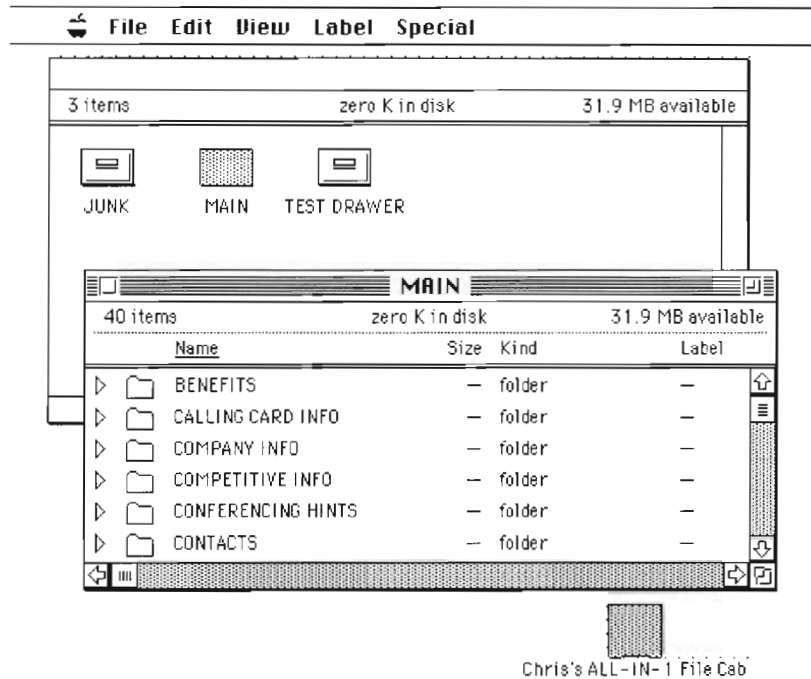 File Edit View Label Special
3 items zero K in disk 31.9 MB available
JUNK MAIN TEST DRAWER
MAIN
40 items zero K in disk 31.9 MB available
Name Size Kind Label
BENEFITS — folder —
CALLING CARD INFO — folder —
COMPANY INFO — folder —
COMPETITIVE INFO — folder —
CONFERENCING HINTS — folder —
CONTACTS — folder —
Chris's ALL-IN-1 File Cab